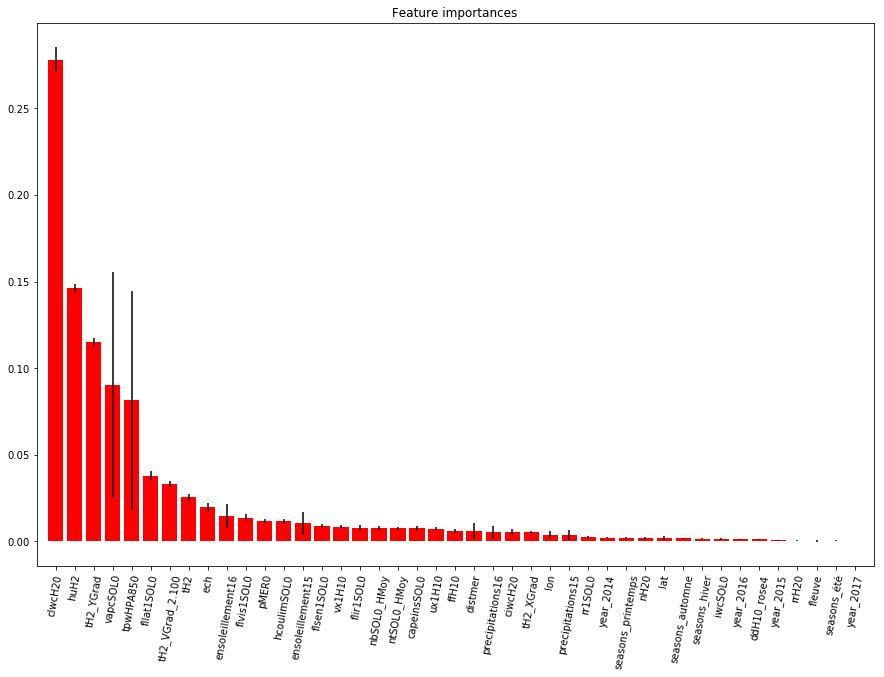 Feature importances
0.25
0.20
0.15
0.10
0.05
0.00
clwcH20
huH2
tH2_YGrad
vapcSOL0
tpwHPA850
fllat1SOL0
tH2_VGrad_2.100
tH2
ech
ensoleillement16
flvis1SOL0
pMER0
hcoulimSOL0
ensoleillement15
flsen1SOL0
vx1H10
flir1SOL0
nbSOL0_HMoy
ntSOL0_HMoy
capeinsSOL0
ux1H10
ffH10
distmer
precipitations16
ciwcH20
tH2_XGrad
lon
precipitations15
rr1SOL0
year_2014
seasons_printemps
nH20
lat
seasons_automne
seasons_hiver
iwcSOL0
year_2016
ddH10_rose4
year_2015
rrH20
fleuve
seasons_été
year_2017